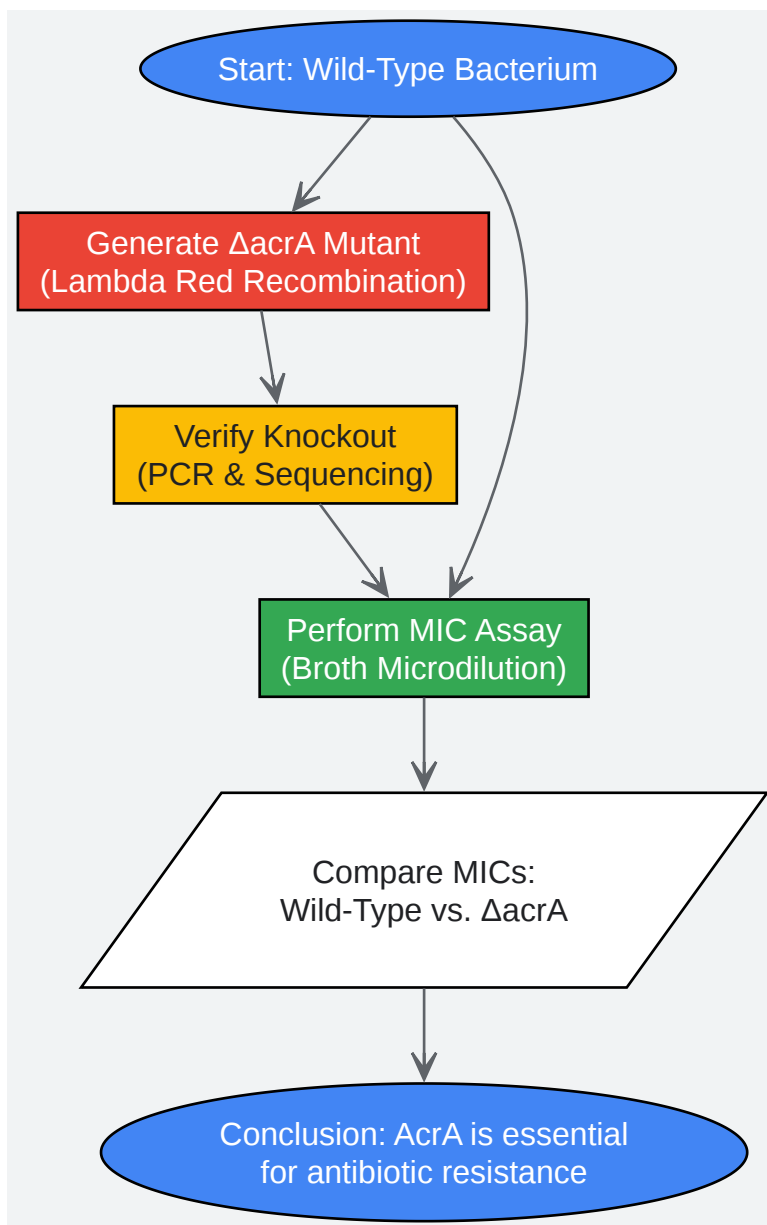 Start: Wild-Type Bacterium
Generate ΔacrA Mutant
(Lambda Red Recombination)
Verify Knockout
(PCR & Sequencing)
Perform MIC Assay
(Broth Microdilution)
Compare MICs:
Wild-Type vs. ΔacrA
Conclusion: AcrA is essential
for antibiotic resistance